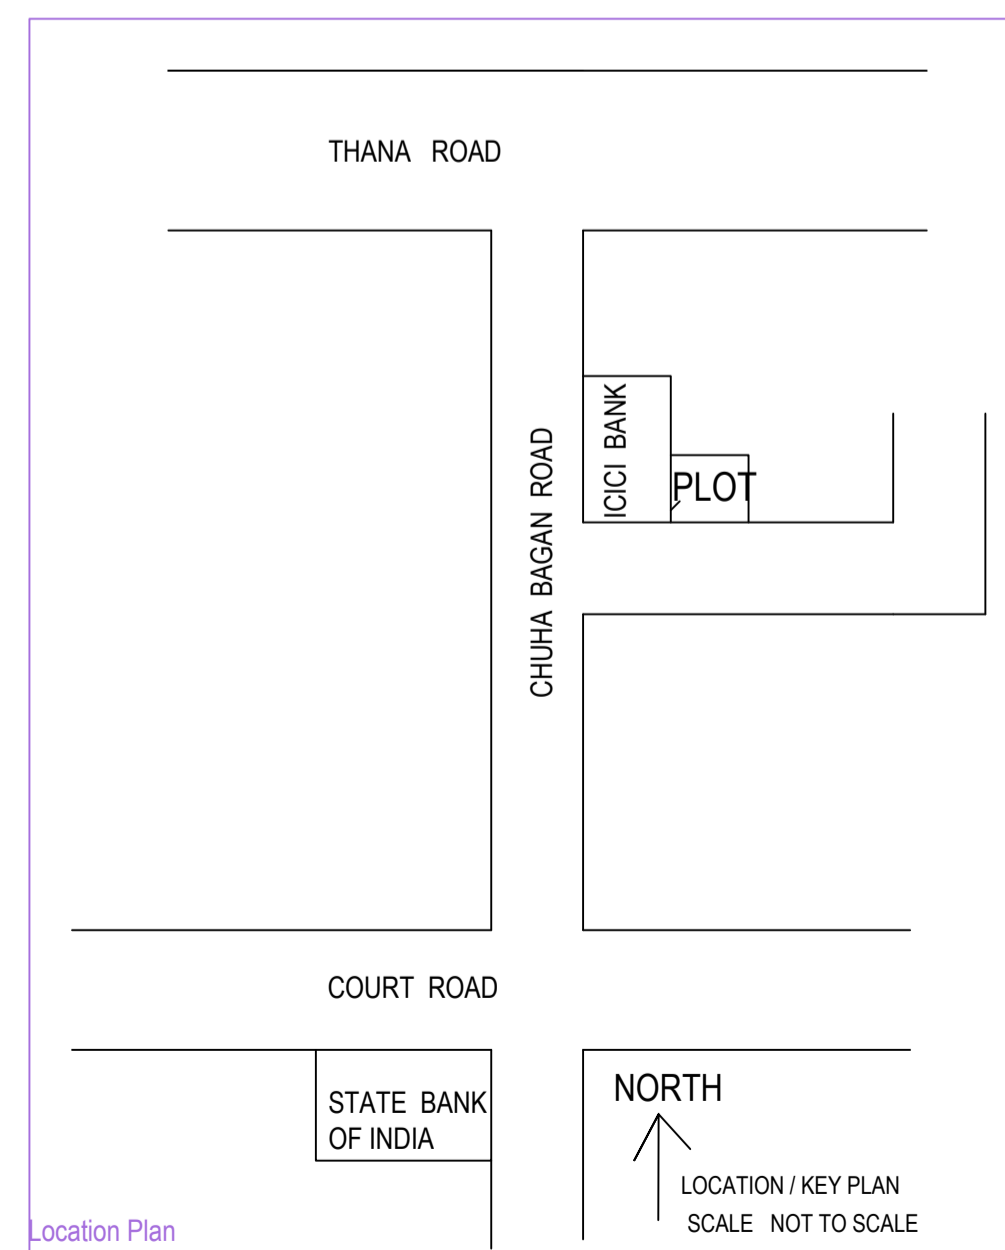 THANA ROAD
ICICI BANK
PLOT
CHUHA BAGAN ROAD
COURT ROAD
STATE BANK
OF INDIA
NORTH
LOCATION / KEY PLAN
SCALE NOT TO SCALE
Location Plan